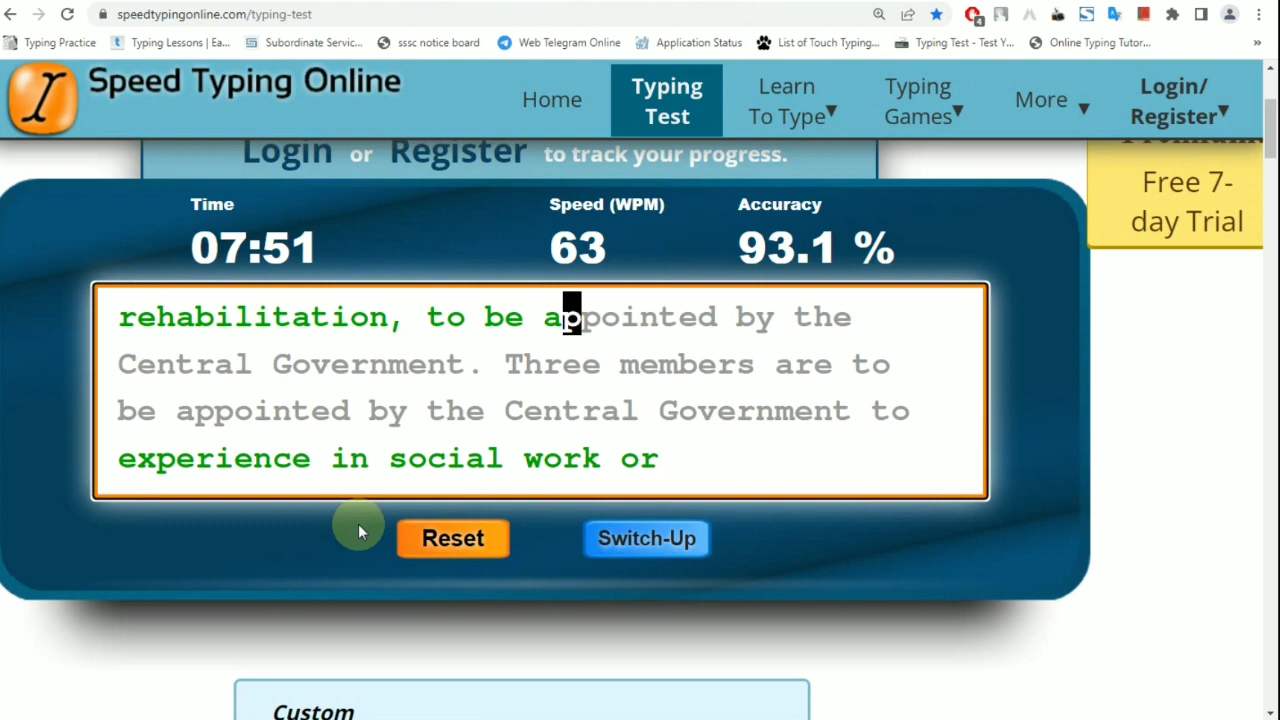 speedtypingonline.com/typing-test
4
Typing Practice
Typing Lessons | Ea...
Subordinate Servic...
sssc notice board
Web Telegram Online
Application Status
List of Touch Typing...
Typing Test - Test Y...
Online Typing Tutor...
»
Speed Typing Online
Home
Typing Test
Learn To Type
Typing Games
More
Login/ Register
Login or Register to track your progress.
Free 7-
day Trial
Time
Speed (WPM)
Accuracy
07:51
63
93.1 %
rehabilitation, to be appointed by the
Central Government. Three members are to
be appointed by the Central Government to
experience in social work or
Reset
Switch-Up
Custom